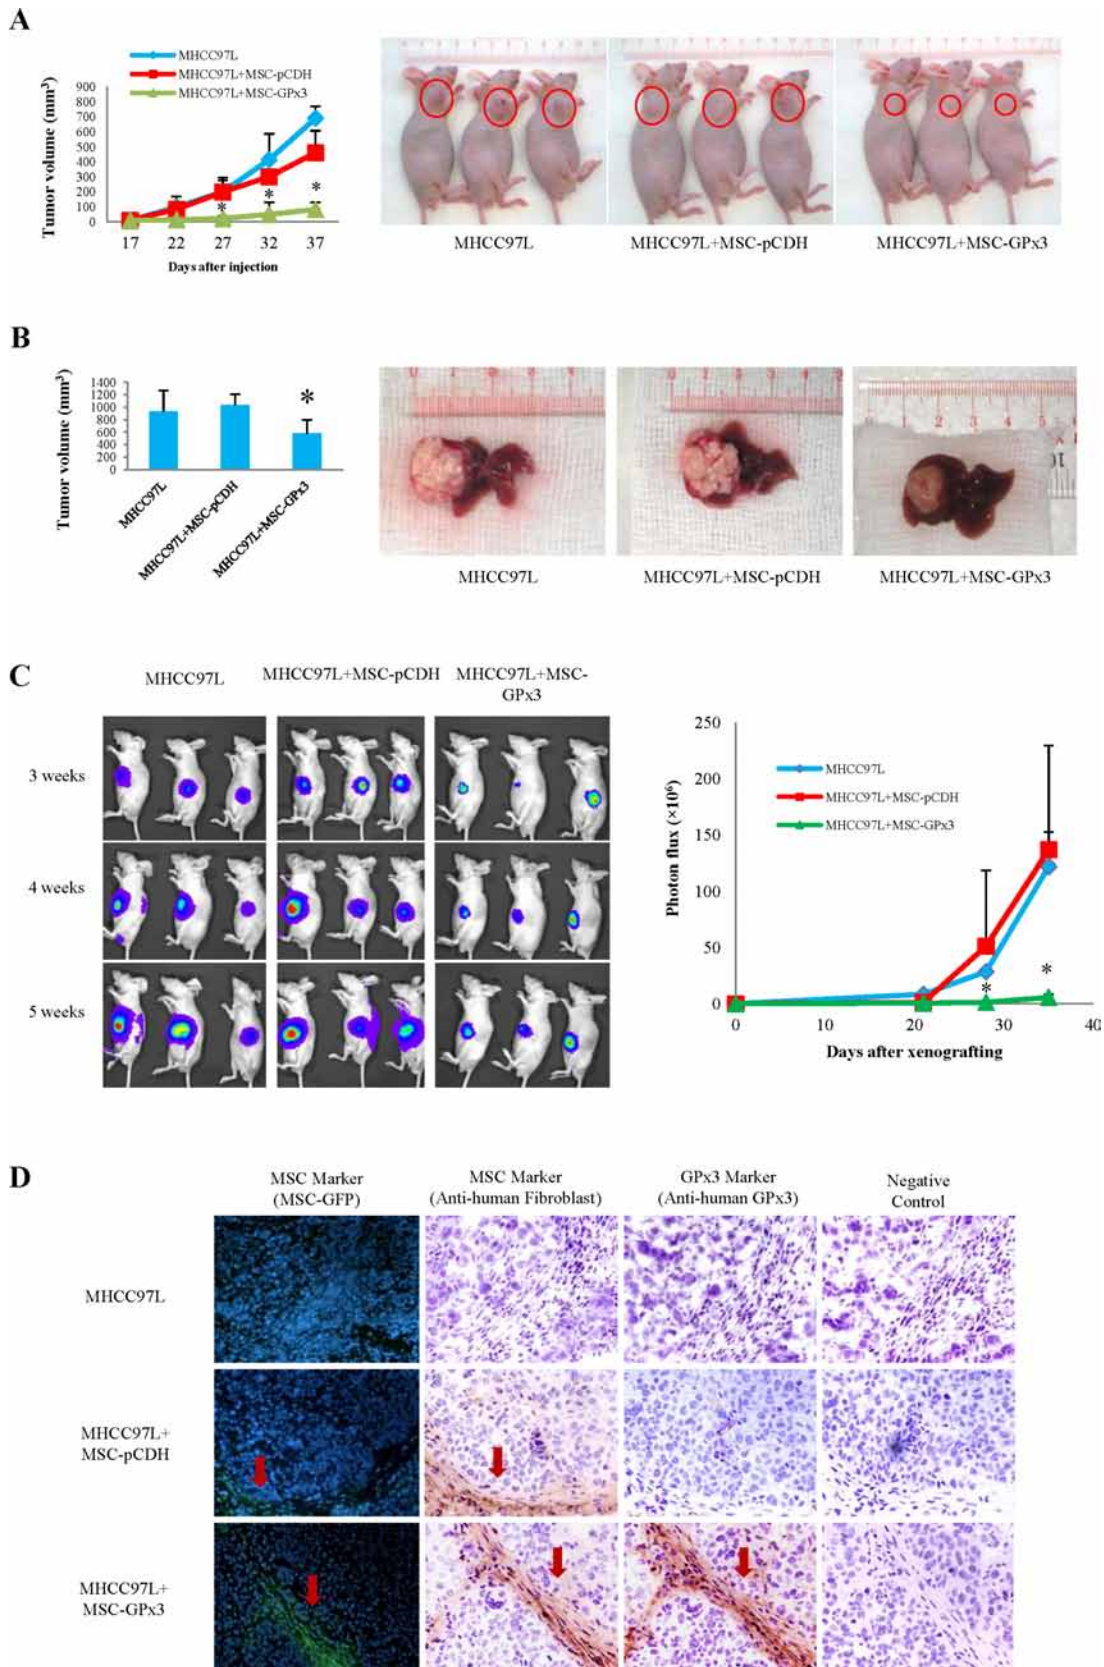 A
MHCC97L
MHCC97L+MSC-pCDH
MHCC97L+MSC-GPx3
Tumor volume (mm³)
900
800
700
600
500
400
300
200
100
0
*
*
*
17 22 27 32 37
Days after injection
MHCC97L
MHCC97L+MSC-pCDH
MHCC97L+MSC-GPx3
B
Tumor volume (mm³)
1400
1200
1000
800
600
400
200
0
*
MHCC97L
MHCC97L+MSC-pCDH
MHCC97L+MSC-GPx3
MHCC97L
MHCC97L+MSC-pCDH
MHCC97L+MSC-GPx3
C
MHCC97L
MHCC97L+MSC-pCDH
MHCC97L+MSC-
GPx3
3 weeks
4 weeks
5 weeks
Photon flux (×10⁶)
250
200
150
100
50
0
MHCC97L
MHCC97L+MSC-pCDH
MHCC97L+MSC-GPx3
*
*
0 10 20 30 40
Days after xenografting
D
MSC Marker
(MSC-GFP)
MSC Marker
(Anti-human Fibroblast)
GPx3 Marker
(Anti-human GPx3)
Negative
Control
MHCC97L
MHCC97L+
MSC-pCDH
MHCC97L+
MSC-GPx3